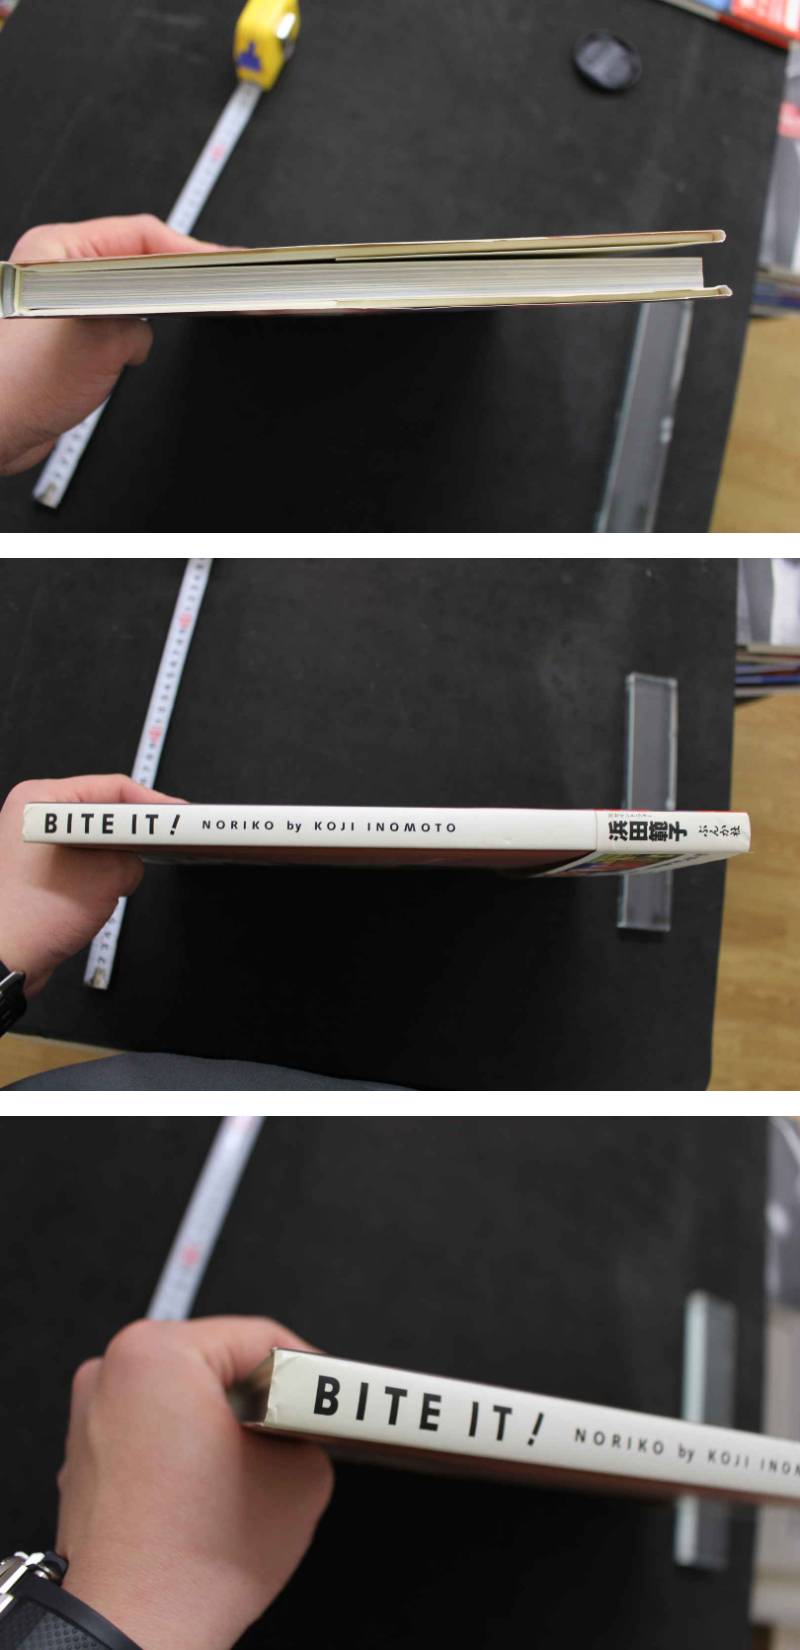 BITE IT! NORIKO by KOJI INOMOTO
浜田範子 ぶんか社
BITE IT! NORIKO by KOJI